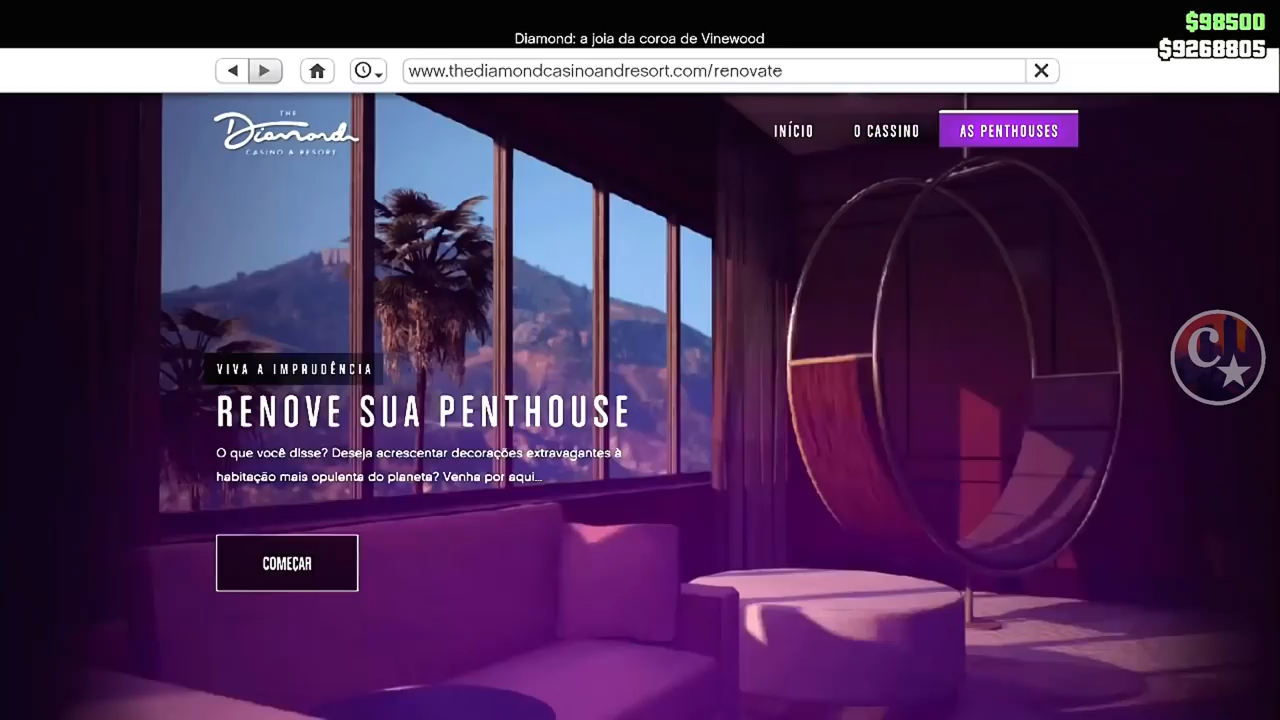 $98500
Diamond: a joia da coroa de Vinewood
$9268805
www.thediamondcasinoandresort.com/renovate
THE
Diamond
CASINO & RESORT
INÍCIO
O CASSINO
AS PENTHOUSES
C
VIVA A IMPRUDÊNCIA
RENOVE SUA PENTHOUSE
O que você disse? Deseja acrescentar decorações extravagantes à
habitação mais opulenta do planeta? Venha por aqui...
COMEÇAR